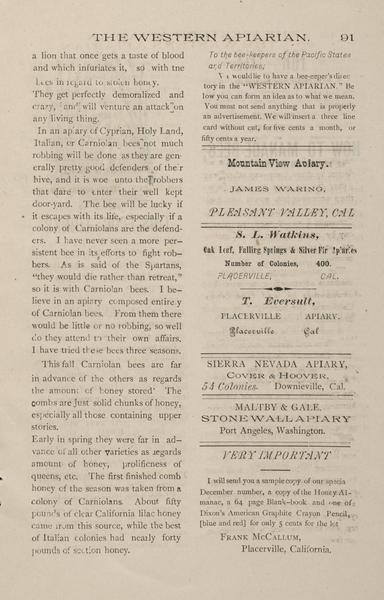 THE WESTERN APIARIAN. 91
a lion that once gets a taste of blood
and which infuriates it, so with tne
bees in regard to stolen honey.
They get perfectly demoralized and
crazy, and will venture an attack on
any living thing.
In an apiary of Cyprian, Holy Land,
Italian, or Carniolan bees not much
robbing will be done as they are gen-
erally pretty good defenders of the r
hive, and it is woe unto the robbers
that dare to enter their well kept
door-yard. The bee will be lucky if
it escapes with its life, especially if a
colony of Carniolans are the defend-
ers. I have never seen a more per-
sistent bee in its efforts to fight rob-
bers. As is said of the Spartans,
"they would die rather than retreat,"
so it is with Carniolan bees. I be-
lieve in an apiary composed entire y
of Carniolan bees. From them there
would be little or no robbing, so well
do they attend to their own affairs.
I have tried these bees three seasons.
This fall Carniolan bees are far
in advance of the others as regards
the amount of honey stored The
combs are just solid chunks of honey,
especially all those containing upper
stories.
Early in spring they were far in ad-
vance of all other varieties as regards
amount of honey, prolificness of
queens, etc. The first finished comb
honey of the season was taken from a
colony of Carniolans. About fifty
pounds of clear California lilac honey
came from this source, while the best
of Italian colonies had nearly forty
pounds of section honey.
To the bee-keepers of the Pacific States
and Territories;
We would like to have a bee-eeper's direc
tory in the "WESTERN APIARIAN." Be
low you can form an idea as to what we mean.
You must not send anything that is properly
an advertisement. We will insert a three line
card without cut, for five cents a month, or
fifty cents a year.
Mountain View Apiary.
JAMES WARING,
PLEASANT VALLEY, CAL
S. L. Watkins,
Oak Leaf, Falling Springs & Silver Fir Apiaries
Number of Colonies, 400.
PLACERVILLE, CAL.
T. Eversult,
PLACERVILLE APIARY.
Placerville Cal
SIERRA NEVADA APIARY,
COVER & HOOVER.
54 Colonies. Downieville, Cal.
MALTBY & GALE.
STONEWALL APIARY
Port Angeles, Washington.
VERY IMPORTANT
I will send you a sample copy of our specia
December number, a copy of the Honey Al-
manac, a 64 page Blank-book and one of
Dixon's American Graphite Crayon Pencil,
[blue and red] for only 5 cents for the lot
FRANK MCCALLUM,
Placerville, California.